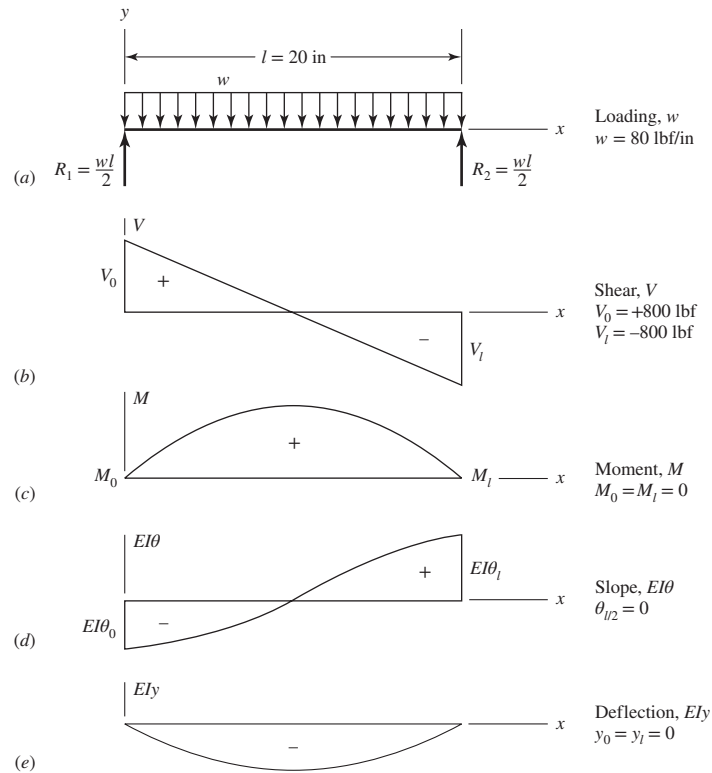 y
l = 20 in
w
x
Loading, w
w = 80 lbf/in
(a)
R₁ = wl/2
R₂ = wl/2
V
V₀
+
x
–
Vₗ
Shear, V
V₀ = +800 lbf
Vₗ = –800 lbf
(b)
M
+
M₀
Mₗ
x
Moment, M
M₀ = Mₗ = 0
(c)
EIθ
+
EIθₗ
x
Slope, EIθ
θ_{l/2} = 0
EIθ₀
–
(d)
EIy
x
Deflection, EIy
y₀ = yₗ = 0
–
(e)